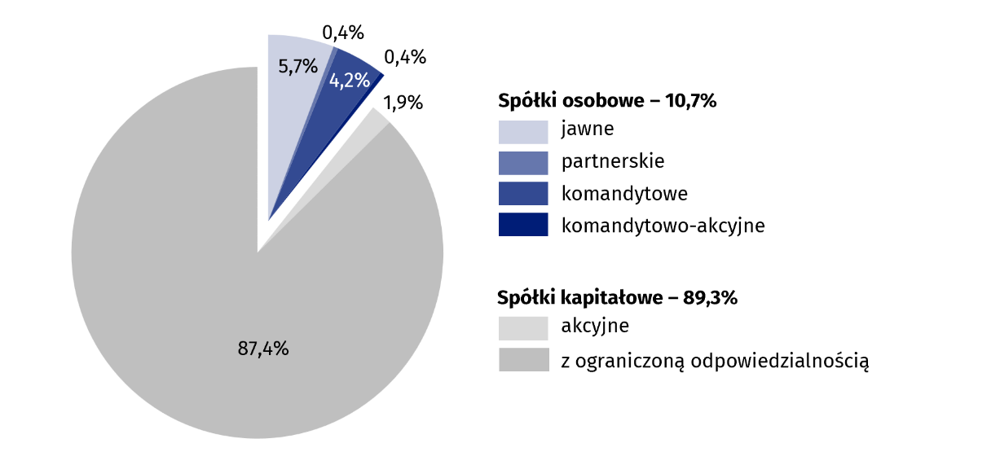 0,4%
5,7%
0,4%
4,2%
1,9%
87,4%
Spółki osobowe – 10,7%
jawne
partnerskie
komandytowe
komandytowo-akcyjne
Spółki kapitałowe – 89,3%
akcyjne
z ograniczoną odpowiedzialnością